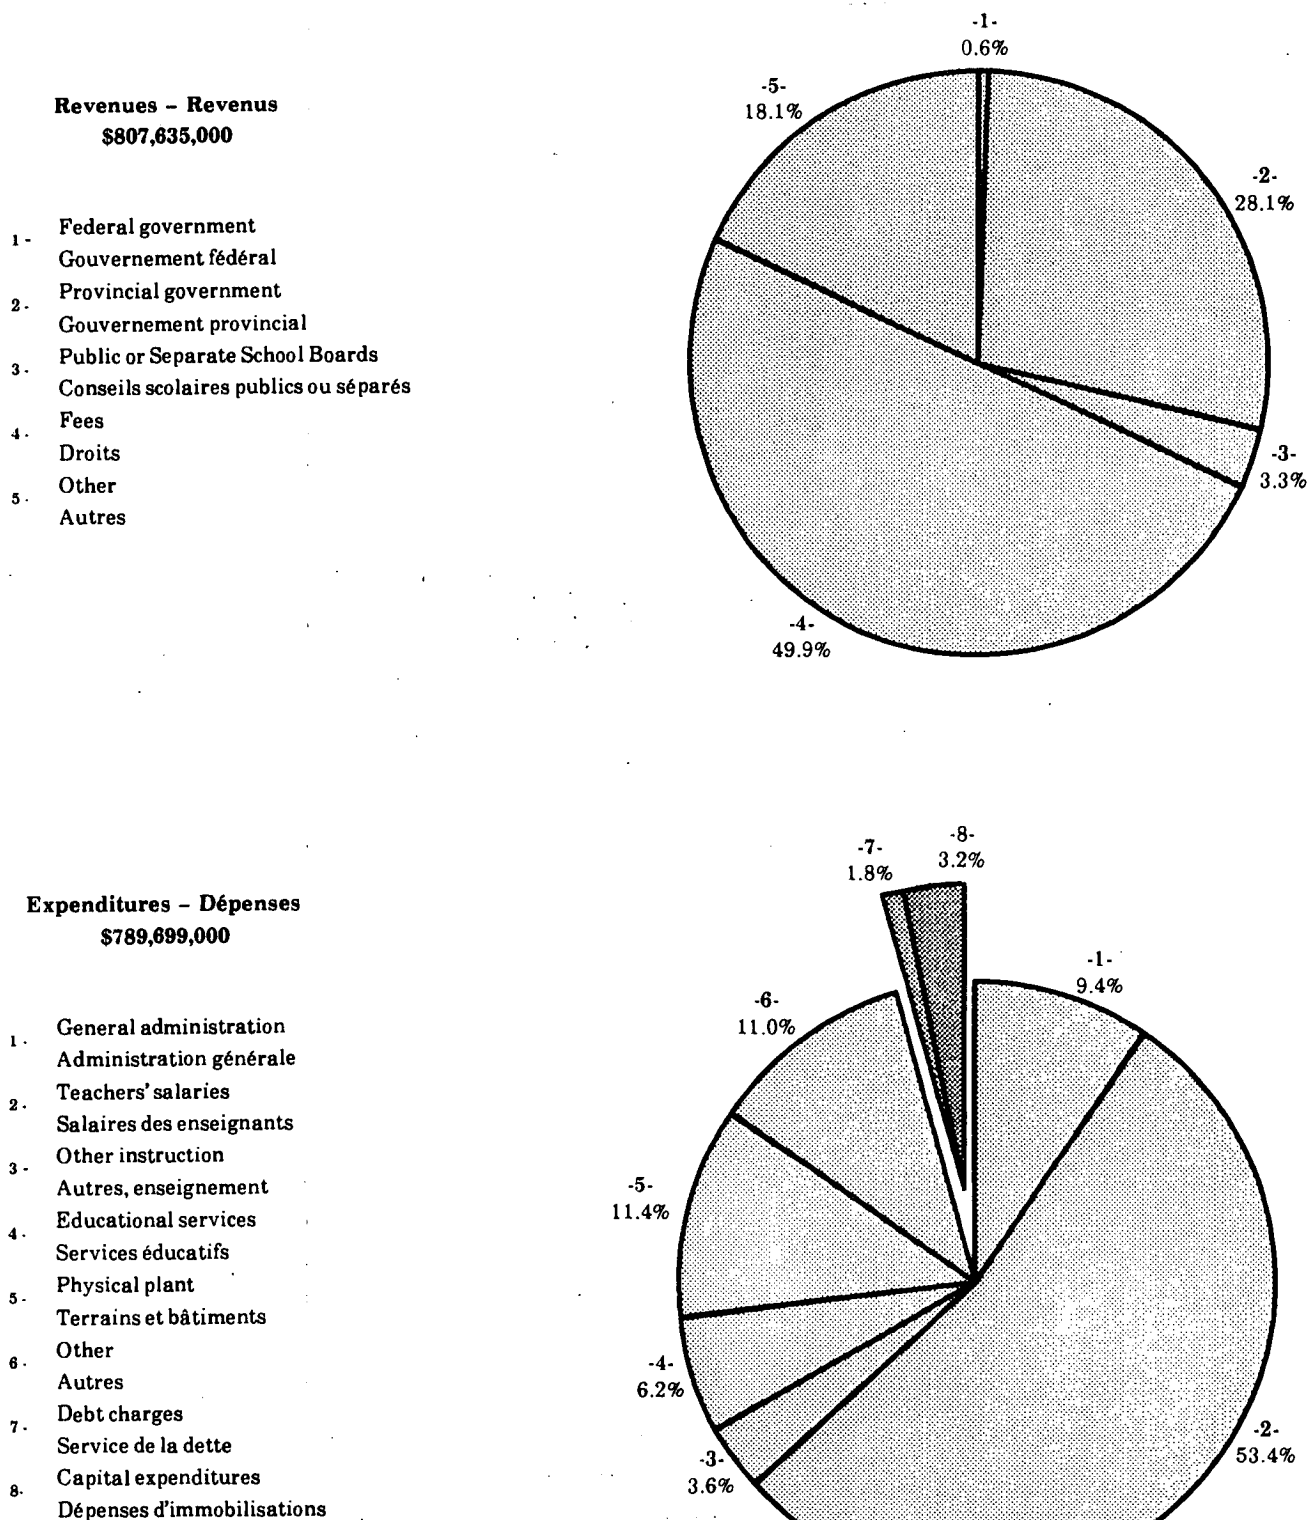 Revenues – Revenus
$807,635,000
1 - Federal government
Gouvernement fédéral
2. Provincial government
Gouvernement provincial
3. Public or Separate School Boards
Conseils scolaires publics ou séparés
4. Fees
Droits
5. Other
Autres
-1-
0.6%
-2-
28.1%
-3-
3.3%
-4-
49.9%
-5-
18.1%
Expenditures – Dépenses
$789,699,000
1. General administration
Administration générale
2. Teachers' salaries
Salaires des enseignants
3 - Other instruction
Autres, enseignement
4. Educational services
Services éducatifs
5. Physical plant
Terrains et bâtiments
6. Other
Autres
7. Debt charges
Service de la dette
8. Capital expenditures
Dépenses d'immobilisations
-1-
9.4%
-2-
53.4%
-3-
3.6%
-4-
6.2%
-5-
11.4%
-6-
11.0%
-7-
1.8%
-8-
3.2%